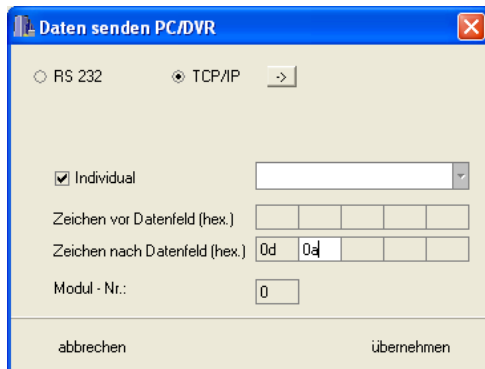 Daten senden PC/DVR
RS 232 TCP/IP ->
Individual
Zeichen vor Datenfeld (hex.)
Zeichen nach Datenfeld (hex.) 0d 0a
Modul - Nr.: 0
abbrechen übernehmen